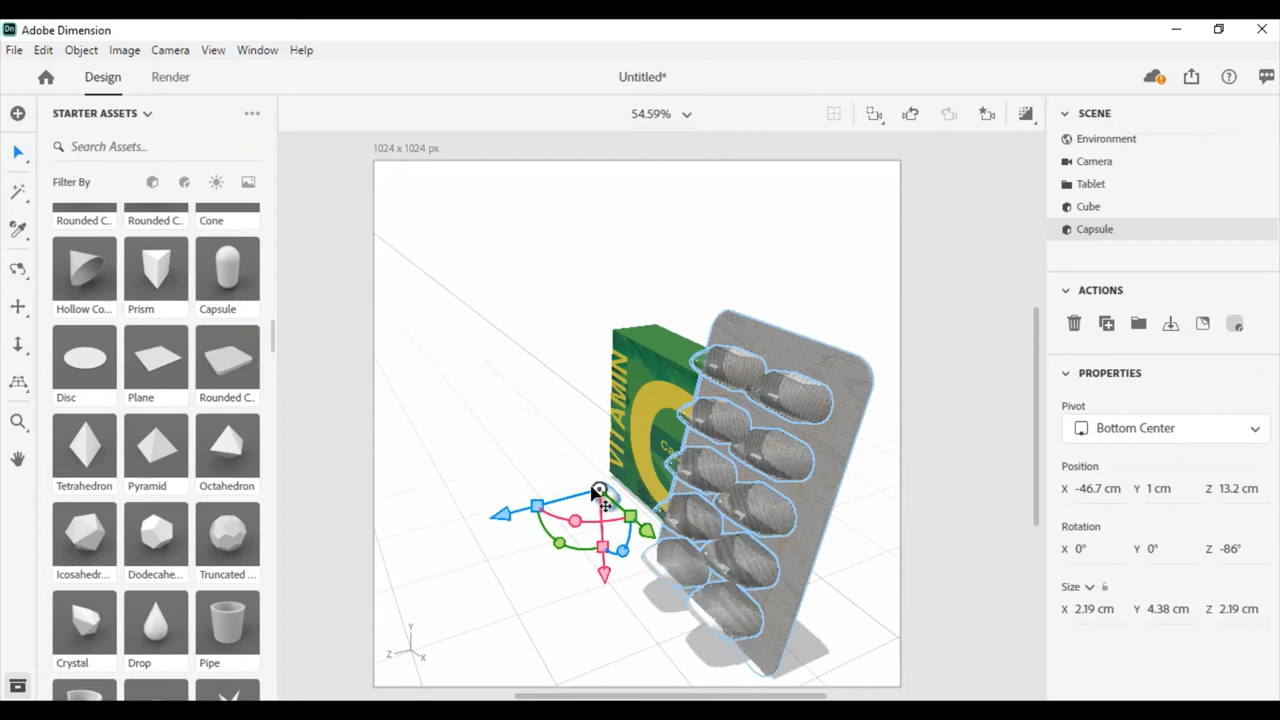 Dn Adobe Dimension
File Edit Object Image Camera View Window Help
Design Render Untitled*
STARTER ASSETS
54.59%
SCENE
Search Assets...
1024 x 1024 px
Environment
Camera
Filter By
Tablet
Cube
Capsule
Rounded C.. Rounded C.. Cone
ACTIONS
Hollow Co... Prism Capsule
PROPERTIES
Pivot
Bottom Center
Disc Plane Rounded C..
Position
X -46.7 cm Y 1 cm Z 13.2 cm
Tetrahedron Pyramid Octahedron
Rotation
X 0° Y 0° Z -86°
Icosahedr... Dodecahe... Truncated ...
Size
X 2.19 cm Y 4.38 cm Z 2.19 cm
Crystal Drop Pipe
VITAMIN
C
Ca
Y
Z X